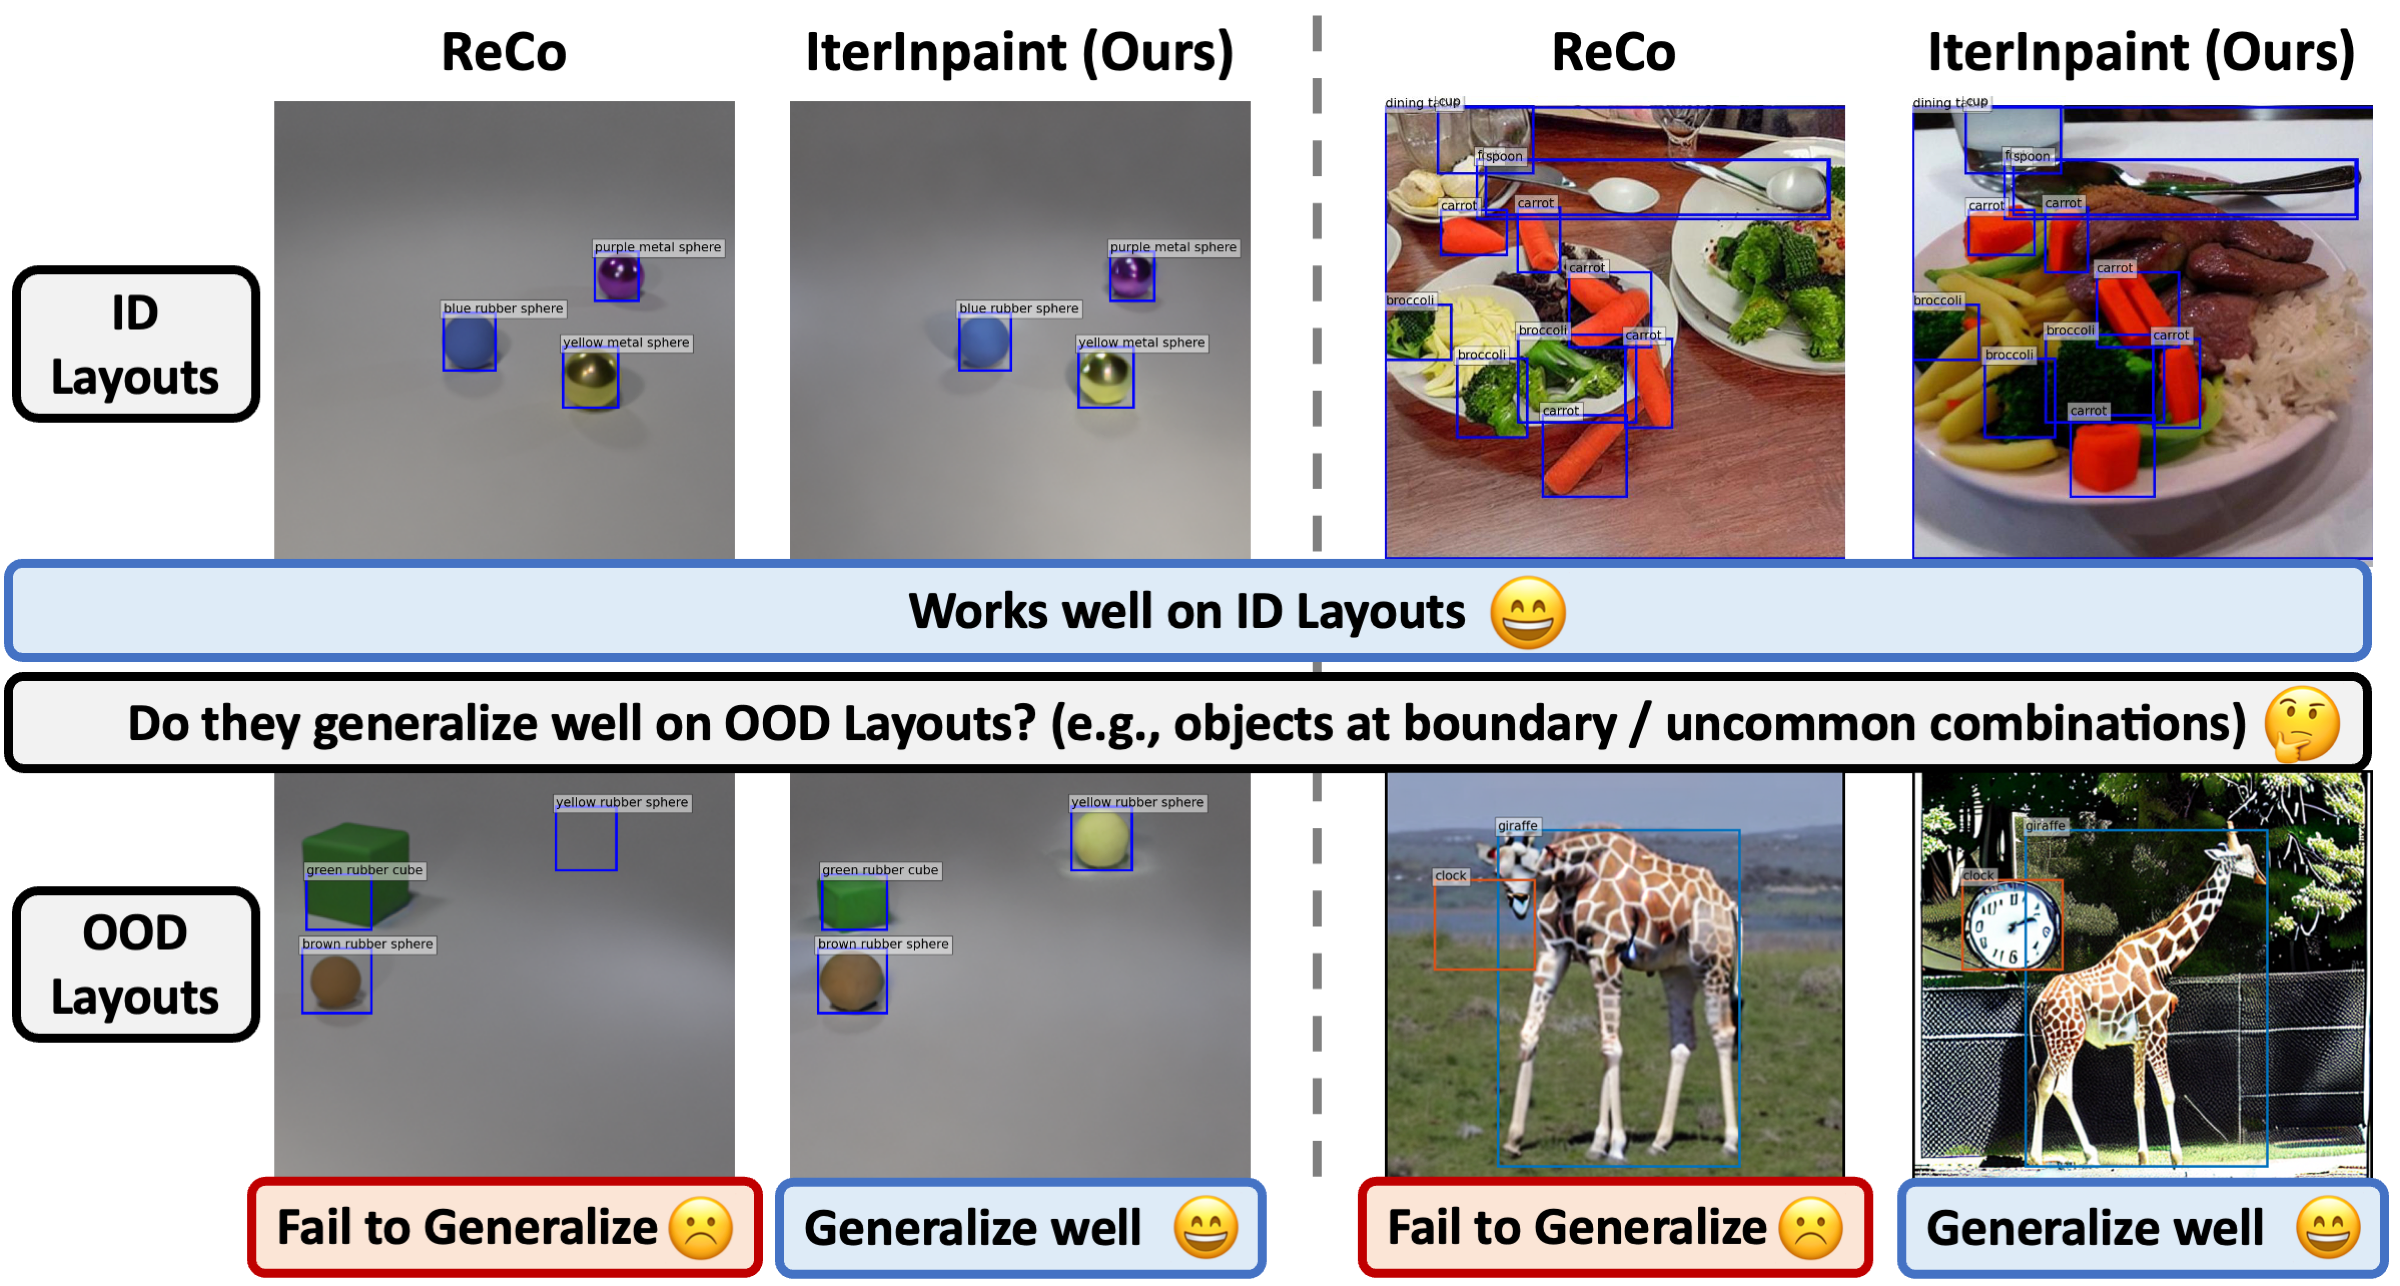 ReCo
IterInpaint (Ours)
ReCo
IterInpaint (Ours)
ID
Layouts
purple metal sphere
blue rubber sphere
yellow metal sphere
purple metal sphere
blue rubber sphere
yellow metal sphere
dining
cup
spoon
carrot
carrot
carrot
broccoli
broccoli
carrot
broccoli
carrot
dining
cup
spoon
carrot
carrot
carrot
broccoli
broccoli
carrot
broccoli
carrot
Works well on ID Layouts
Do they generalize well on OOD Layouts? (e.g., objects at boundary / uncommon combinations)
OOD
Layouts
yellow rubber sphere
green rubber cube
brown rubber sphere
yellow rubber sphere
green rubber cube
brown rubber sphere
giraffe
clock
giraffe
clock
Fail to Generalize
Generalize well
Fail to Generalize
Generalize well